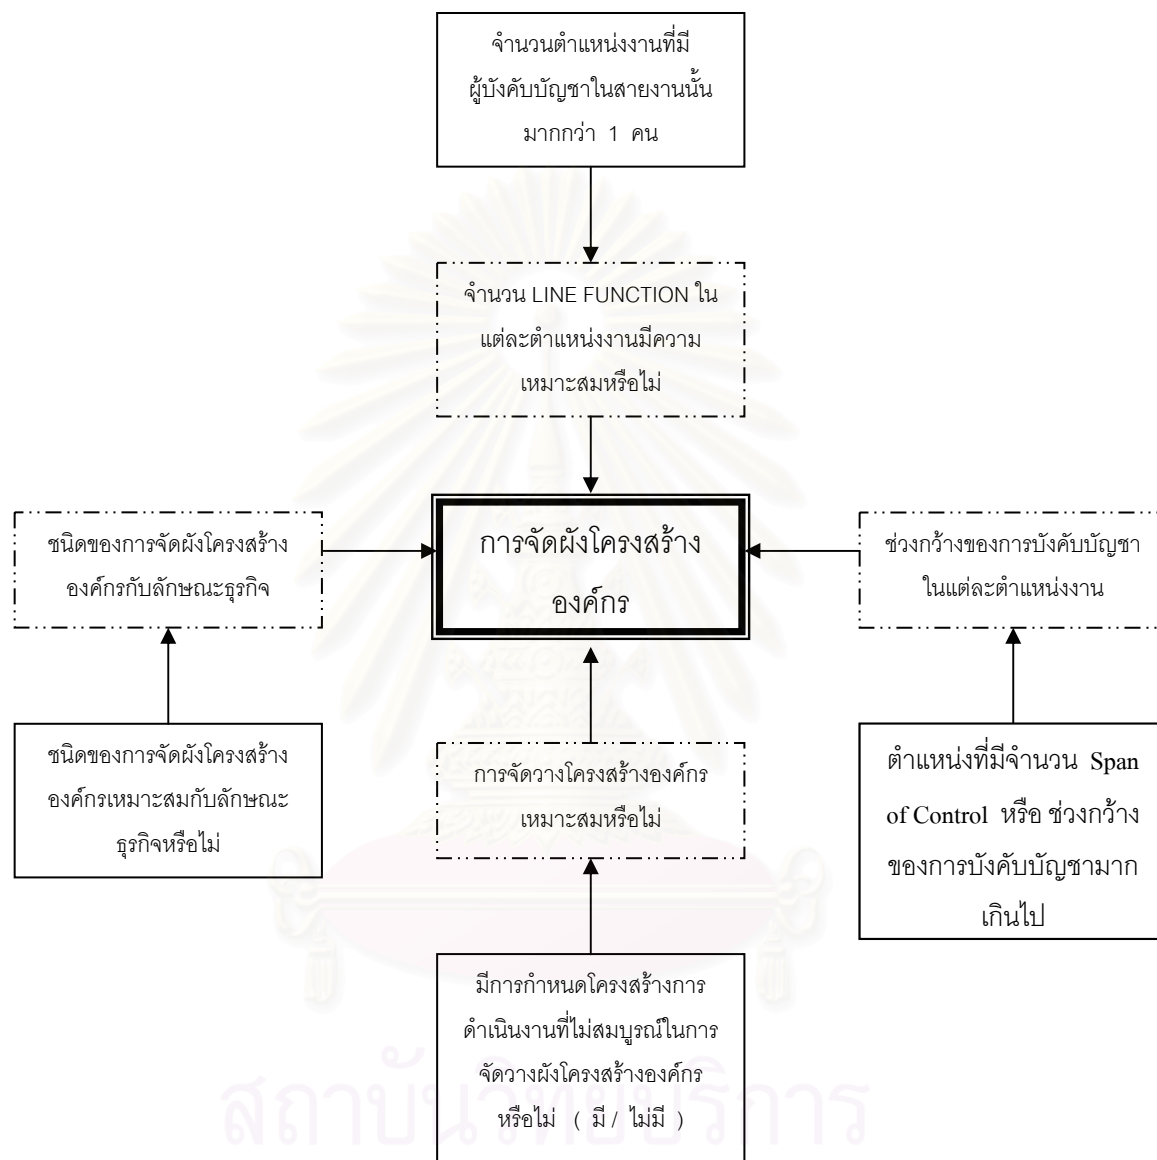 จำนวนตำแหน่งงานที่มี
ผู้บังคับบัญชาในสายงานนั้น
มากกว่า 1 คน
จำนวน LINE FUNCTION ใน
แต่ละตำแหน่งงานมีความ
เหมาะสมหรือไม่
ชนิดของการจัดผังโครงสร้าง
องค์กรกับลักษณะธุรกิจ
การจัดผังโครงสร้าง
องค์กร
ช่วงกว้างของการบังคับบัญชา
ในแต่ละตำแหน่งงาน
ชนิดของการจัดผังโครงสร้าง
องค์กรเหมาะสมกับลักษณะ
ธุรกิจหรือไม่
การจัดวางโครงสร้างองค์กร
เหมาะสมหรือไม่
ตำแหน่งที่มีจำนวน Span
of Control หรือ ช่วงกว้าง
ของการบังคับบัญชามาก
เกินไป
มีการกำหนดโครงสร้างการ
ดำเนินงานที่ไม่สมบูรณ์ในการ
จัดวางผังโครงสร้างองค์กร
หรือไม่ ( มี / ไม่มี )
สถาบันวิทยบริการ